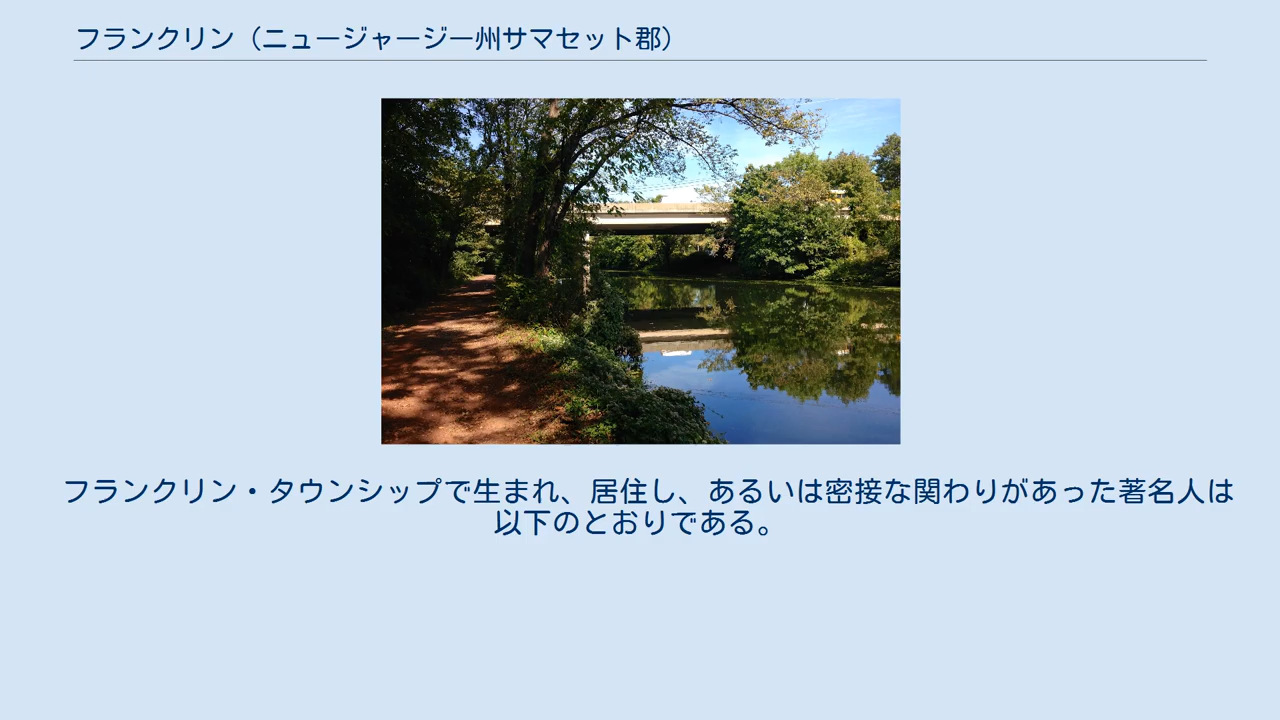 フランクリン（ニュージャージー州サマセット郡）
フランクリン・タウンシップで生まれ、居住し、あるいは密接な関わりがあった著名人は
以下のとおりである。